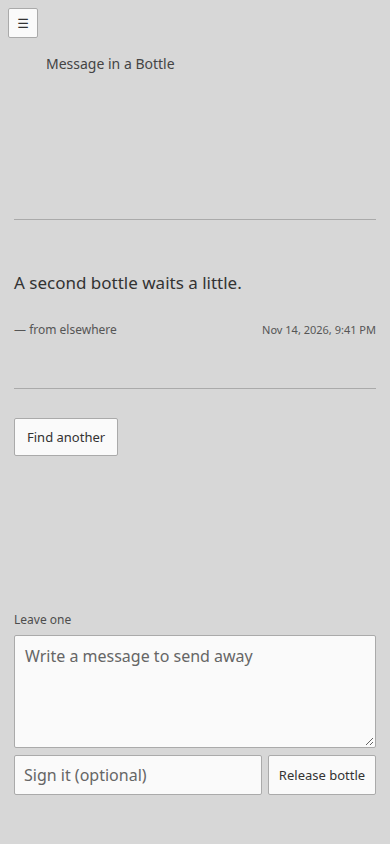 ☰
Message in a Bottle
A second bottle waits a little.
— from elsewhere
Nov 14, 2026, 9:41 PM
Find another
Leave one
Write a message to send away
Sign it (optional)
Release bottle